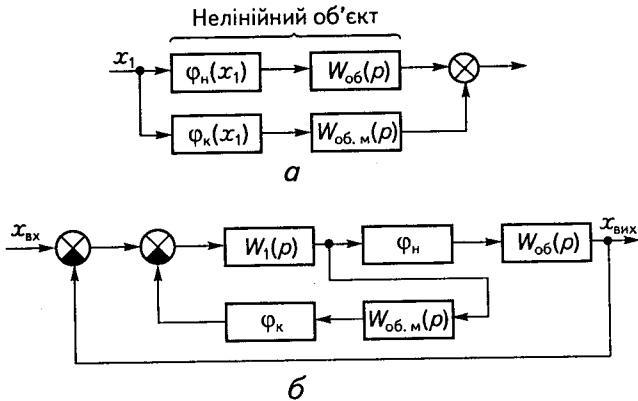 Нелінійний об’єкт
x₁ φн(x₁) Wоб(p)
φк(x₁) Wоб. м(p)
а
xвх W₁(p) φн Wоб(p) xвих
φк Wоб. м(p)
б